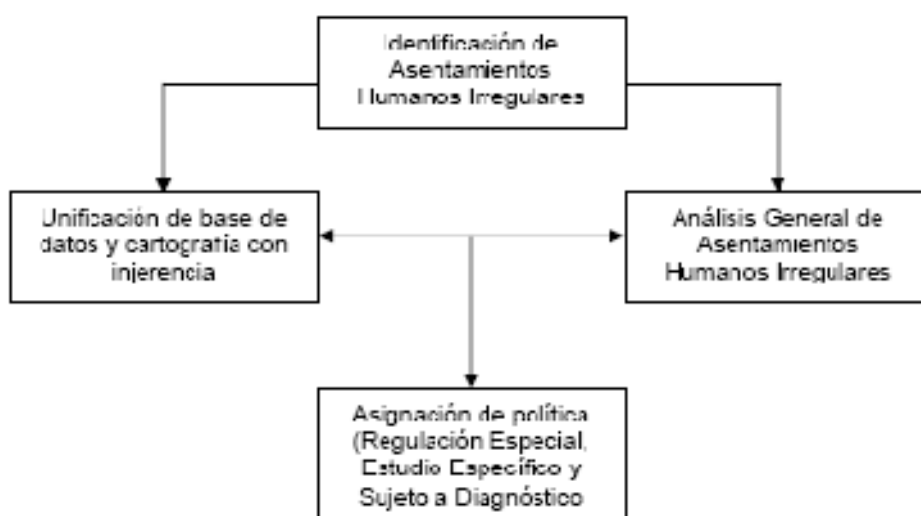 Identificación de
Asentamientos
Humanos Irregulares
Unificación de base de
datos y cartografía con
injerencia
Análisis General de
Asentamientos
Humanos Irregulares
Asignación de política
(Regulación Especial,
Estudio Específico y
Sujeto a Diagnóstico